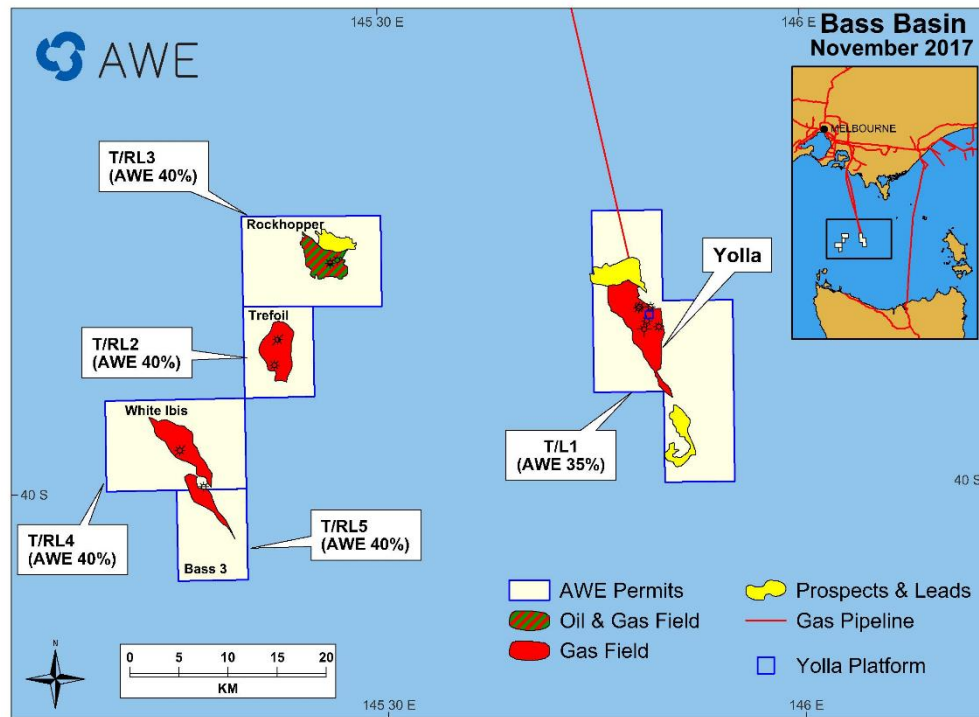 145 30 E
146 E
AWE
Bass Basin
November 2017
MELBOURNE
T/RL3
(AWE 40%)
Rockhopper
Yolla
Trefoil
T/RL2
(AWE 40%)
White Ibis
T/L1
(AWE 35%)
40 S
40 S
T/RL4
(AWE 40%)
T/RL5
(AWE 40%)
Bass 3
AWE Permits
Oil & Gas Field
Gas Field
Prospects & Leads
Gas Pipeline
Yolla Platform
N
0 5 10 15 20
KM
145 30 E
146 E